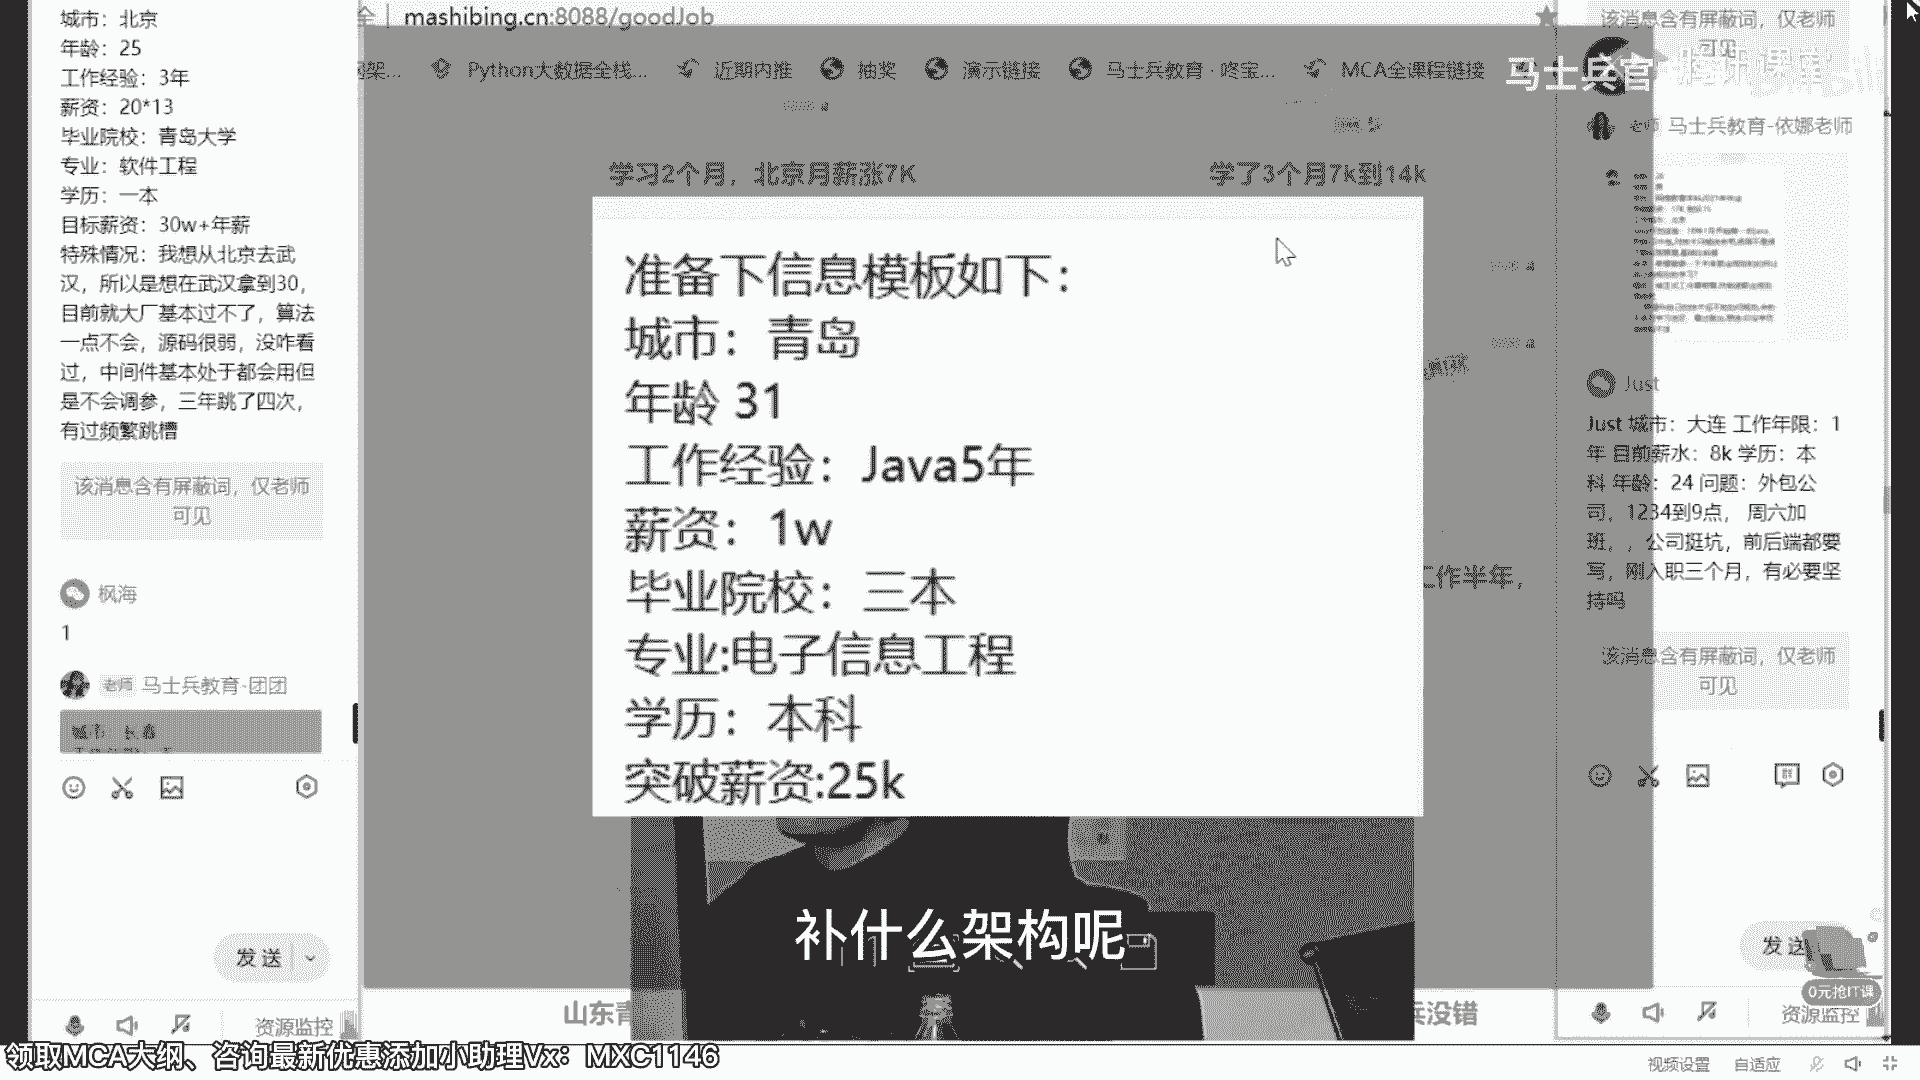 城市：北京
年龄：25
工作经验：3年
薪资：20*13
毕业院校：青岛大学
专业：软件工程
学历：一本
目标薪资：30w+年薪
特殊情况：我想从北京去武
汉，所以是想在武汉拿到30，
目前就大厂基本过不了，算法
一点不会，源码很弱，没咋看
过，中间件基本处于都会用但
是不会调参，三年跳了四次，
有过频繁跳槽
该消息含有屏蔽词，仅老师
可见
枫海
1
老师 马士兵教育-团团
发送
资源监控
全 | mashibing.cn:8088/goodJob
Python大数据全栈...
近期内推
抽奖
演示链接
马士兵教育 · 咚宝...
MCA全课程链接
学习2个月，北京月薪涨7K
学了3个月7k到14k
准备下信息模板如下：
城市：青岛
年龄 31
工作经验：Java5年
薪资：1w
毕业院校：三本
专业:电子信息工程
学历：本科
突破薪资:25k
工作半年，
补什么架构呢
山东青
兵没错
该消息含有屏蔽词，仅老师
可见
马士兵官
腾讯课堂
老师 马士兵教育-依娜老师
Just
Just 城市：大连 工作年限：1
年 目前薪水：8k 学历：本
科 年龄：24 问题：外包公
司，1234到9点， 周六加
班，，公司挺坑，前后端都要
写，刚入职三个月，有必要坚
持吗
该消息含有屏蔽词，仅老师
可见
发送
0元抢IT课
资源监控
领取MCA大纲、咨询最新优惠添加小助理Vx：MXC1146
视频设置
自适应